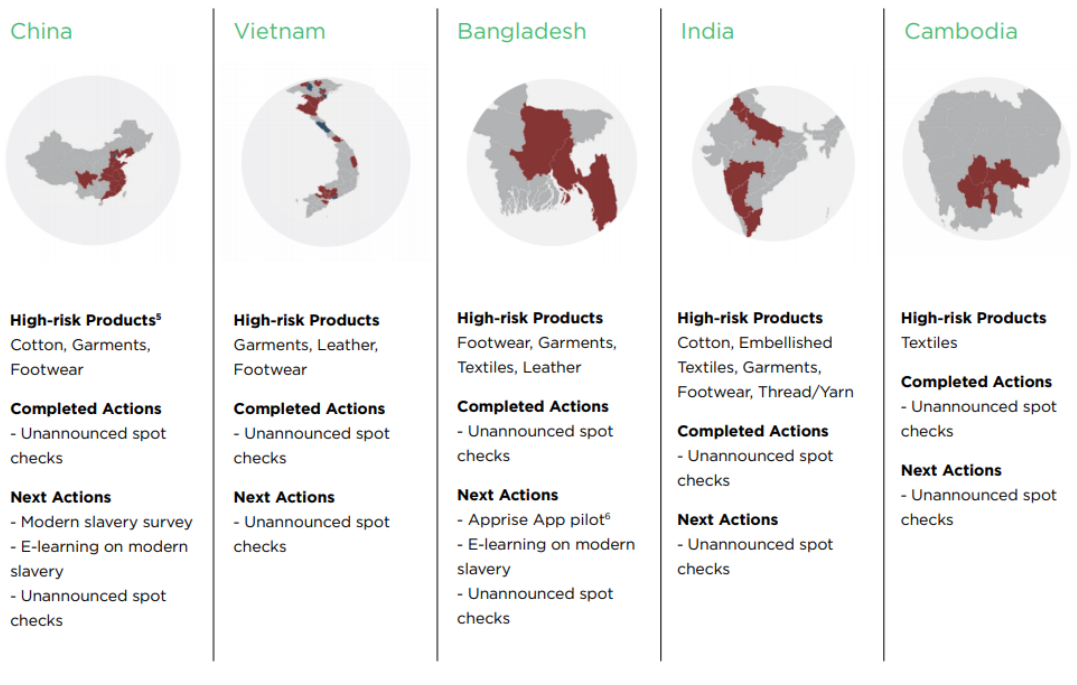 China
High-risk Products⁵
Cotton, Garments,
Footwear
Completed Actions
- Unannounced spot
checks
Next Actions
- Modern slavery survey
- E-learning on modern
slavery
- Unannounced spot
checks
Vietnam
High-risk Products
Garments, Leather,
Footwear
Completed Actions
- Unannounced spot
checks
Next Actions
- Unannounced spot
checks
Bangladesh
High-risk Products
Footwear, Garments,
Textiles, Leather
Completed Actions
- Unannounced spot
checks
Next Actions
- Apprise App pilot⁶
- E-learning on modern
slavery
- Unannounced spot
checks
India
High-risk Products
Cotton, Embellished
Textiles, Garments,
Footwear, Thread/Yarn
Completed Actions
- Unannounced spot
checks
Next Actions
- Unannounced spot
checks
Cambodia
High-risk Products
Textiles
Completed Actions
- Unannounced spot
checks
Next Actions
- Unannounced spot
checks